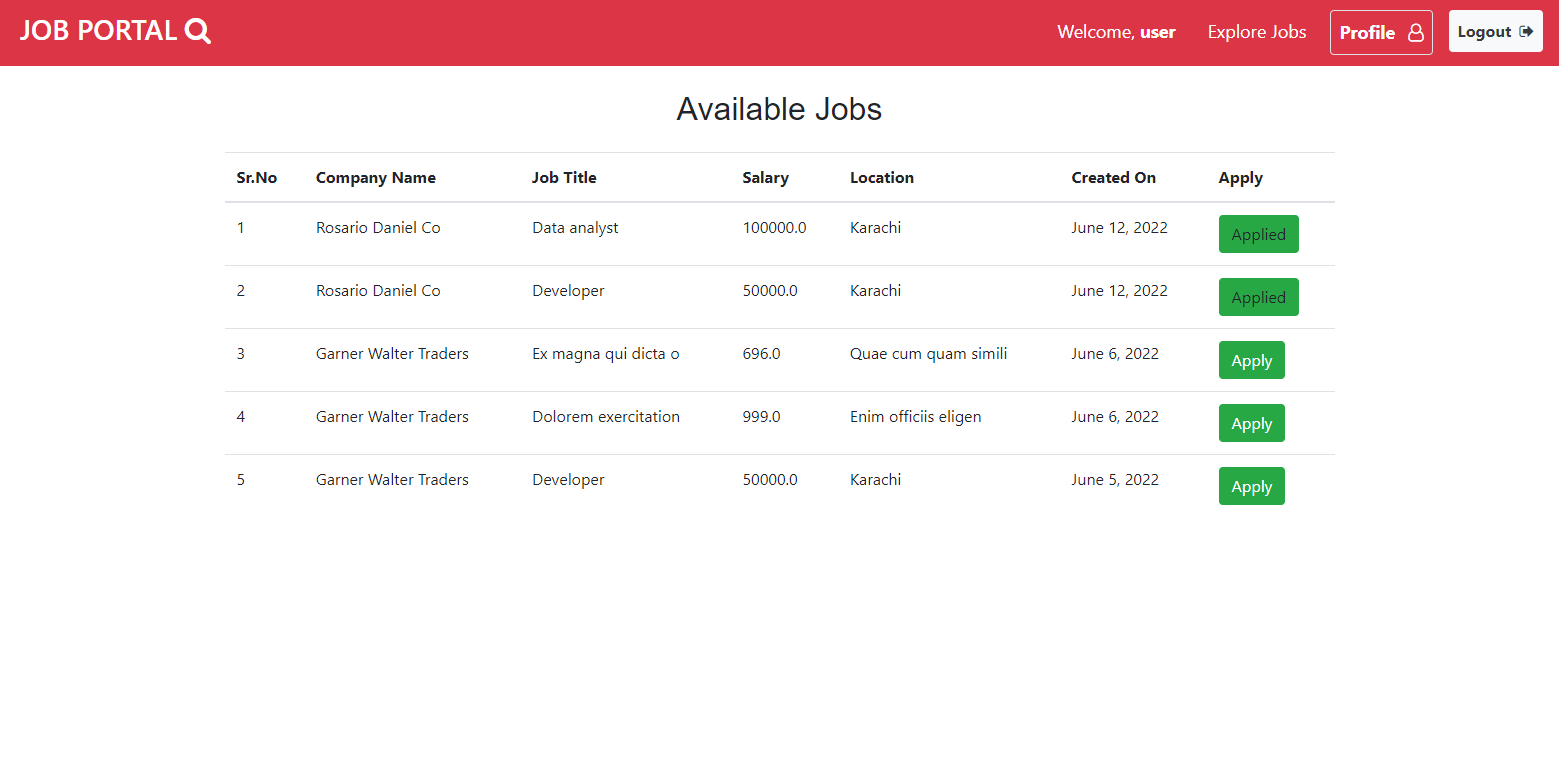 JOB PORTAL
Welcome, user Explore Jobs Profile Logout
Available Jobs
Sr.No Company Name Job Title Salary Location Created On Apply
1 Rosario Daniel Co Data analyst 100000.0 Karachi June 12, 2022 Applied
2 Rosario Daniel Co Developer 50000.0 Karachi June 12, 2022 Applied
3 Garner Walter Traders Ex magna qui dicta o 696.0 Quae cum quam simili June 6, 2022 Apply
4 Garner Walter Traders Dolorem exercitation 999.0 Enim officiis eligen June 6, 2022 Apply
5 Garner Walter Traders Developer 50000.0 Karachi June 5, 2022 Apply